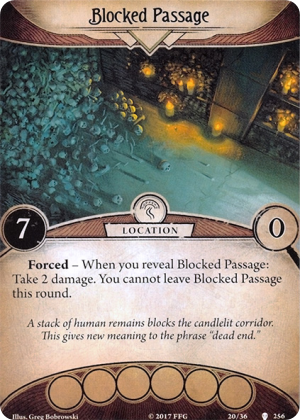 Blocked Passage
7
LOCATION
0
Forced – When you reveal Blocked Passage:
Take 2 damage. You cannot leave Blocked Passage
this round.
A stack of human remains blocks the candlelit corridor.
This gives new meaning to the phrase “dead end.”
Illus. Greg Bobrowski © 2017 FFG 20/36 256